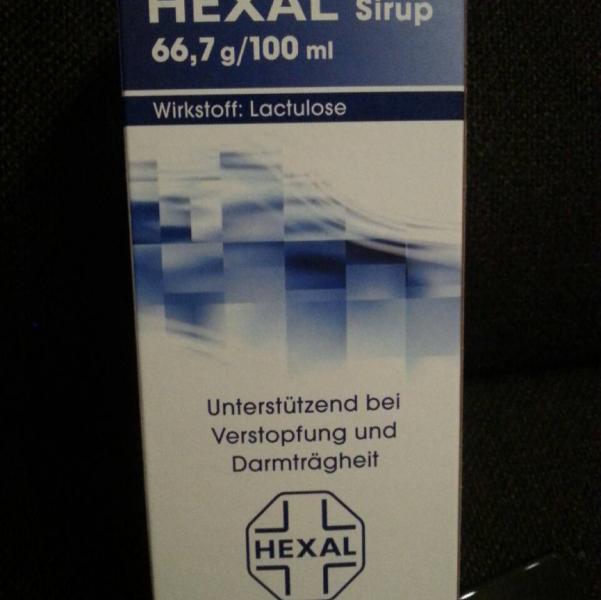 HEXAL Sirup
66,7 g/100 ml
Wirkstoff: Lactulose
Unterstützend bei
Verstopfung und
Darmträgheit
HEXAL